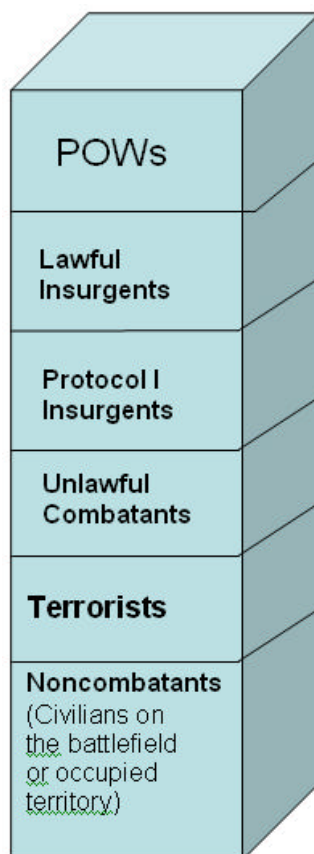 POWs
Lawful
Insurgents
Protocol I
Insurgents
Unlawful
Combatants
Terrorists
Noncombatants
(Civilians on
the battlefield
or occupied
territory)